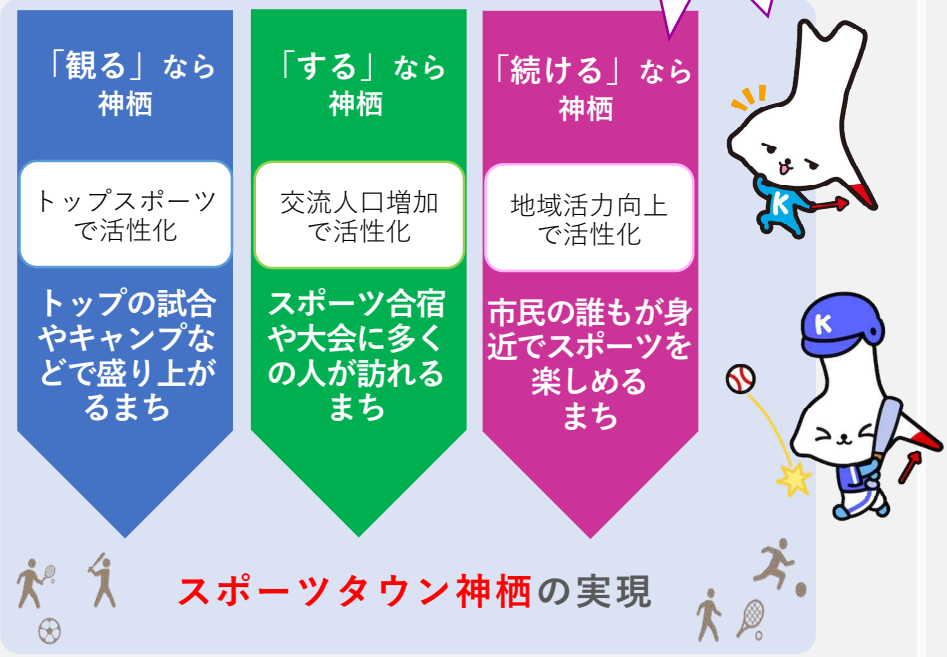 「観る」なら
神栖
トップスポーツ
で活性化
トップの試合
やキャンプな
どで盛り上が
るまち
「する」なら
神栖
交流人口増加
で活性化
スポーツ合宿
や大会に多く
の人が訪れる
まち
「続ける」なら
神栖
地域活力向上
で活性化
市民の誰もが身
近でスポーツを
楽しめる
まち
K
K
スポーツタウン神栖の実現